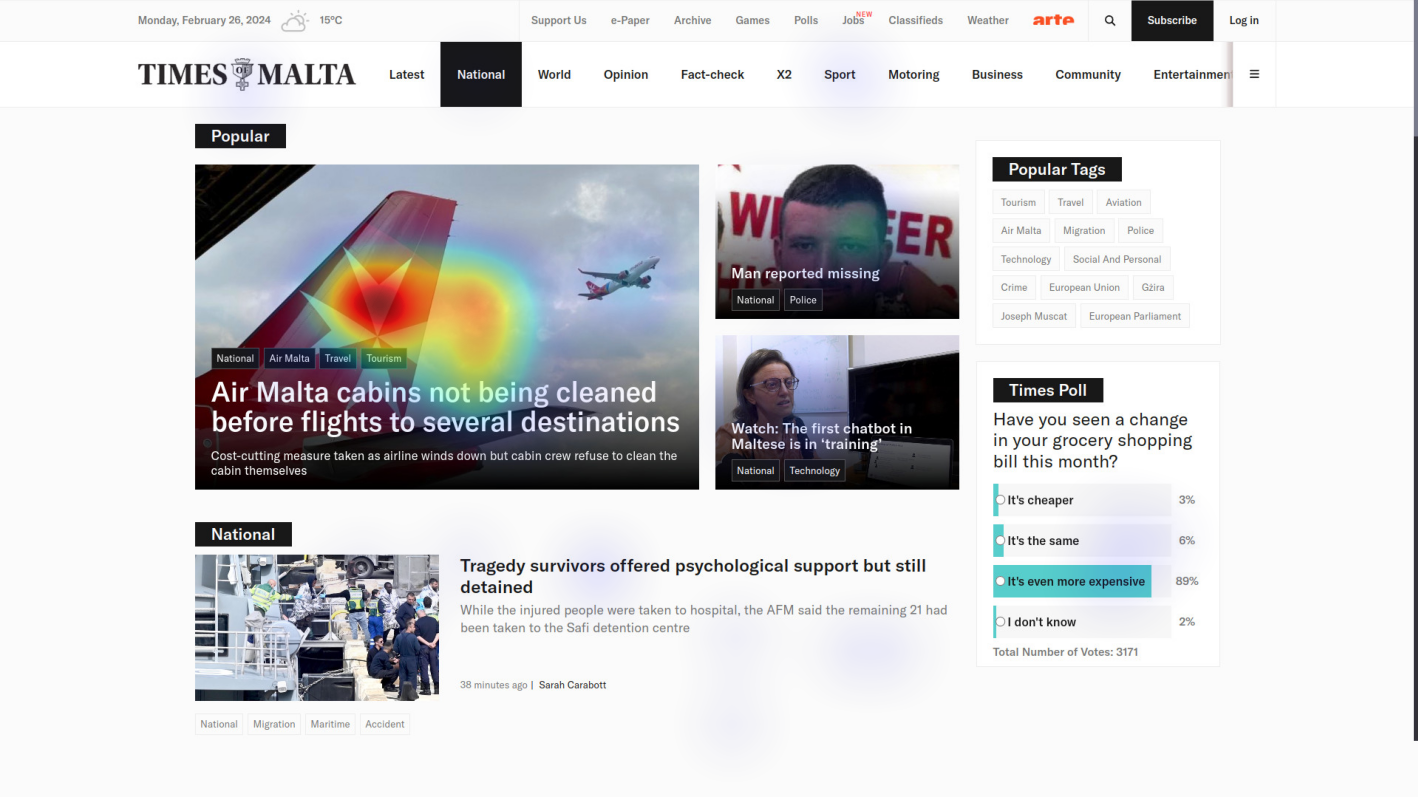 Monday, February 26, 2024 15°C
Support Us e-Paper Archive Games Polls Jobs NEW Classifieds Weather arte Subscribe Log in
TIMES OF MALTA
Latest National World Opinion Fact-check X2 Sport Motoring Business Community Entertainmen
Popular
National Air Malta Travel Tourism
Air Malta cabins not being cleaned
before flights to several destinations
Cost-cutting measure taken as airline winds down but cabin crew refuse to clean the
cabin themselves
Man reported missing
National Police
Watch: The first chatbot in
Maltese is in ‘training’
National Technology
Popular Tags
Tourism Travel Aviation
Air Malta Migration Police
Technology Social And Personal
Crime European Union Gżira
Joseph Muscat European Parliament
Times Poll
Have you seen a change
in your grocery shopping
bill this month?
It's cheaper 3%
It's the same 6%
It's even more expensive 89%
I don't know 2%
Total Number of Votes: 3171
National
Tragedy survivors offered psychological support but still
detained
While the injured people were taken to hospital, the AFM said the remaining 21 had
been taken to the Safi detention centre
38 minutes ago | Sarah Carabott
National Migration Maritime Accident